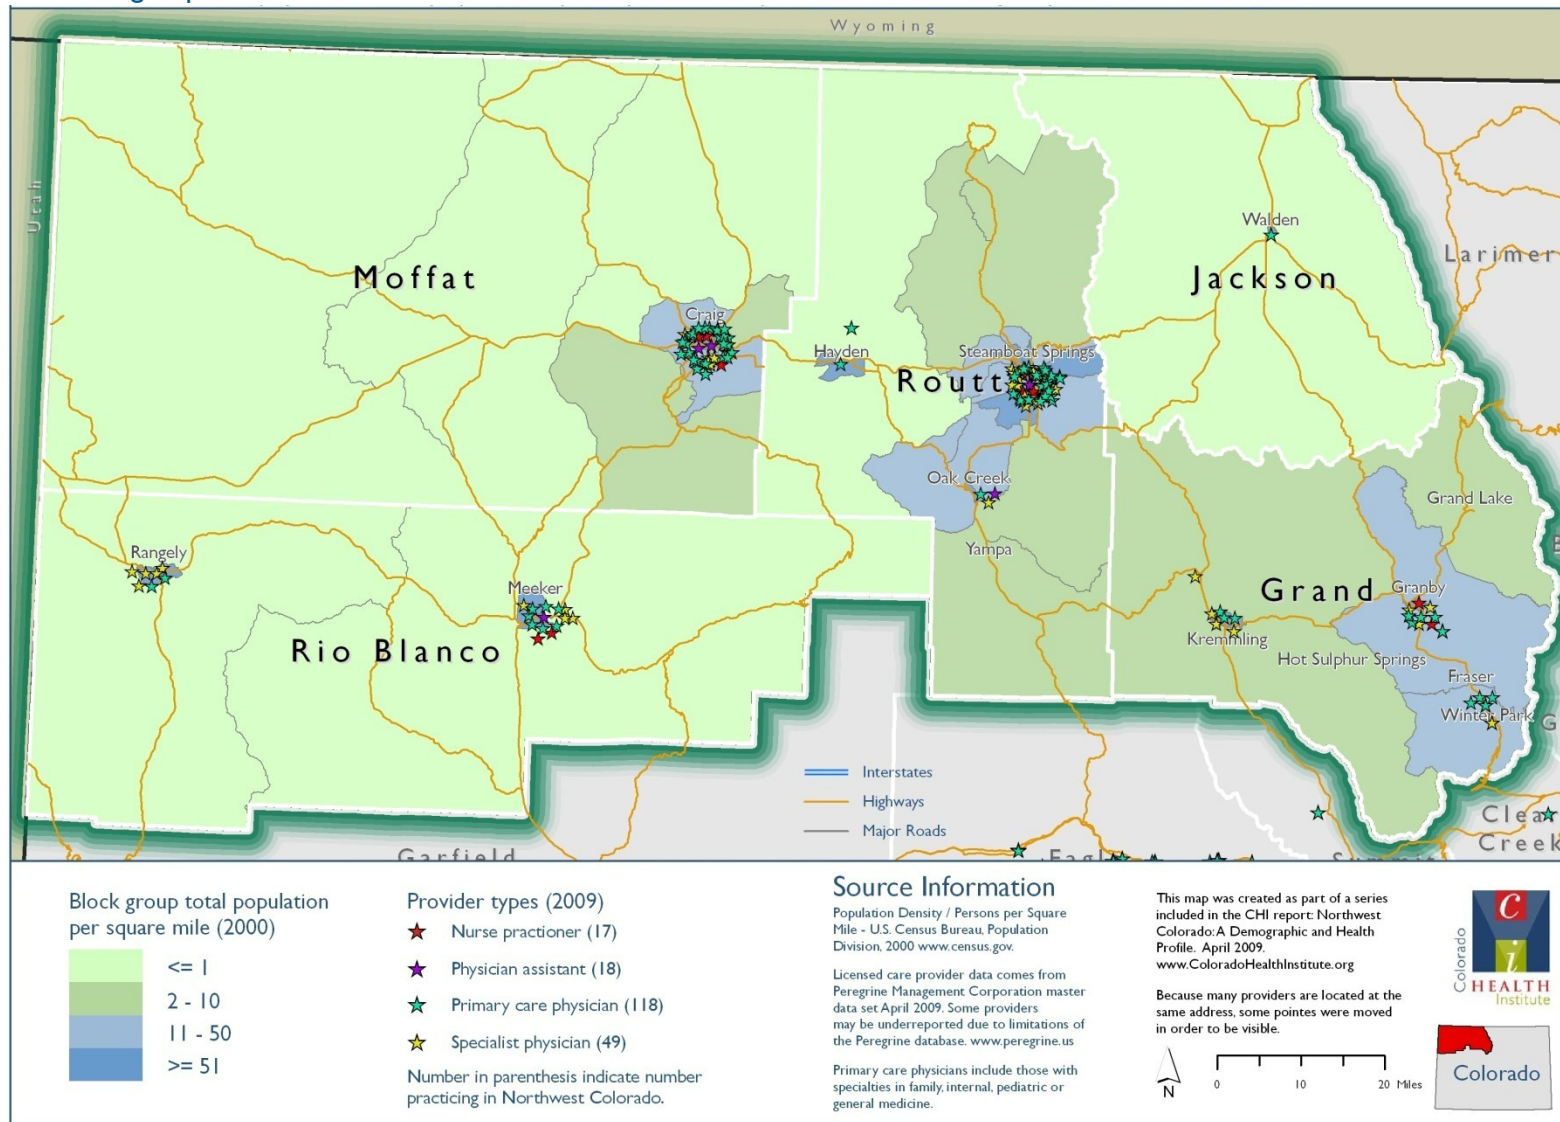 Wyoming
Utah
Moffat
Craig
Hayden
Steamboat Springs
Routt
Walden
Jackson
Larimer
Oak Creek
Yampa
Grand Lake
Rangely
Meeker
Rio Blanco
Grand
Granby
Kremmling
Hot Sulphur Springs
Fraser
Winter Park
G
Interstates
Highways
Major Roads
Clear
Creek
Garfield
Eagl
Summit
Block group total population
per square mile (2000)
<= 1
2 - 10
11 - 50
>= 51
Provider types (2009)
Nurse practioner (17)
Physician assistant (18)
Primary care physician (118)
Specialist physician (49)
Number in parenthesis indicate number
practicing in Northwest Colorado.
Source Information
Population Density / Persons per Square
Mile - U.S. Census Bureau, Population
Division, 2000 www.census.gov.
Licensed care provider data comes from
Peregrine Management Corporation master
data set April 2009. Some providers
may be underreported due to limitations of
the Peregrine database. www.peregrine.us
Primary care physicians include those with
specialties in family, internal, pediatric or
general medicine.
This map was created as part of a series
included in the CHI report: Northwest
Colorado: A Demographic and Health
Profile. April 2009.
www.ColoradoHealthInstitute.org
Because many providers are located at the
same address, some pointes were moved
in order to be visible.
N
0 10 20 Miles
Colorado
C
i
HEALTH
Institute
Colorado